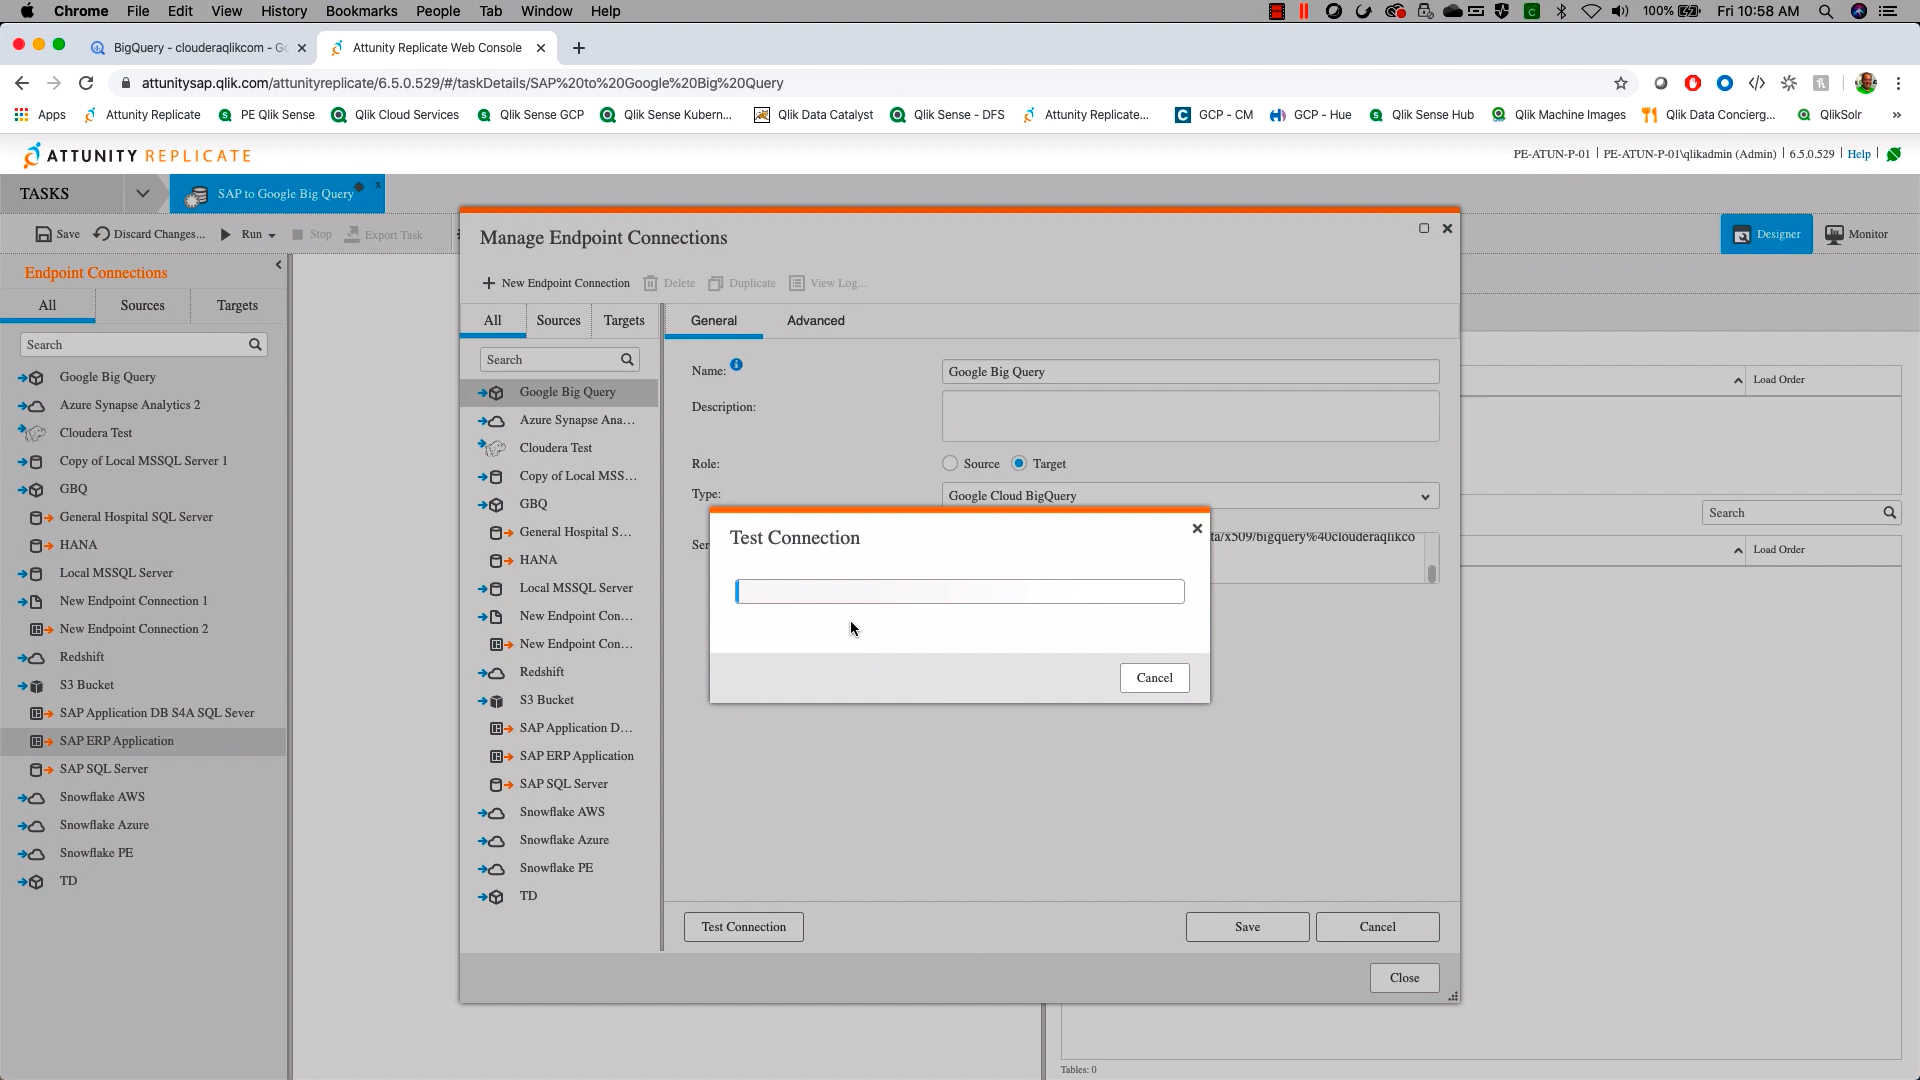 Chrome File Edit View History Bookmarks People Tab Window Help 100% Fri 10:58 AM
BigQuery - clouderaqlikcom - Go
Attunity Replicate Web Console
attunitysap.qlik.com/attunityreplicate/6.5.0.529/#/taskDetails/SAP%20to%20Google%20Big%20Query
Apps Attunity Replicate PE Qlik Sense Qlik Cloud Services Qlik Sense GCP Qlik Sense Kubern... Qlik Data Catalyst Qlik Sense - DFS Attunity Replicate... GCP - CM GCP - Hue Qlik Sense Hub Qlik Machine Images Qlik Data Concierg... QlikSolr »
ATTUNITY REPLICATE
PE-ATUN-P-01 | PE-ATUN-P-01\qlikadmin (Admin) | 6.5.0.529 | Help |
TASKS
SAP to Google Big Query
Save Discard Changes... Run Stop Export Task
Designer Monitor
Endpoint Connections
All Sources Targets
Search
Google Big Query
Azure Synapse Analytics 2
Cloudera Test
Copy of Local MSSQL Server 1
GBQ
General Hospital SQL Server
HANA
Local MSSQL Server
New Endpoint Connection 1
New Endpoint Connection 2
Redshift
S3 Bucket
SAP Application DB S4A SQL Sever
SAP ERP Application
SAP SQL Server
Snowflake AWS
Snowflake Azure
Snowflake PE
TD
Manage Endpoint Connections
New Endpoint Connection Delete Duplicate View Log...
All Sources Targets
Search
Google Big Query
Azure Synapse Ana...
Cloudera Test
Copy of Local MSS...
GBQ
General Hospital S...
HANA
Local MSSQL Server
New Endpoint Con...
New Endpoint Con...
Redshift
S3 Bucket
SAP Application D...
SAP ERP Application
SAP SQL Server
Snowflake AWS
Snowflake Azure
Snowflake PE
TD
General Advanced
Name: Google Big Query
Description:
Role: Source Target
Type: Google Cloud BigQuery
Ser
ta/x509/bigquery%40clouderaqlikco
Test Connection
Cancel
Test Connection Save Cancel
Close
Load Order
Search
Load Order
Tables: 0